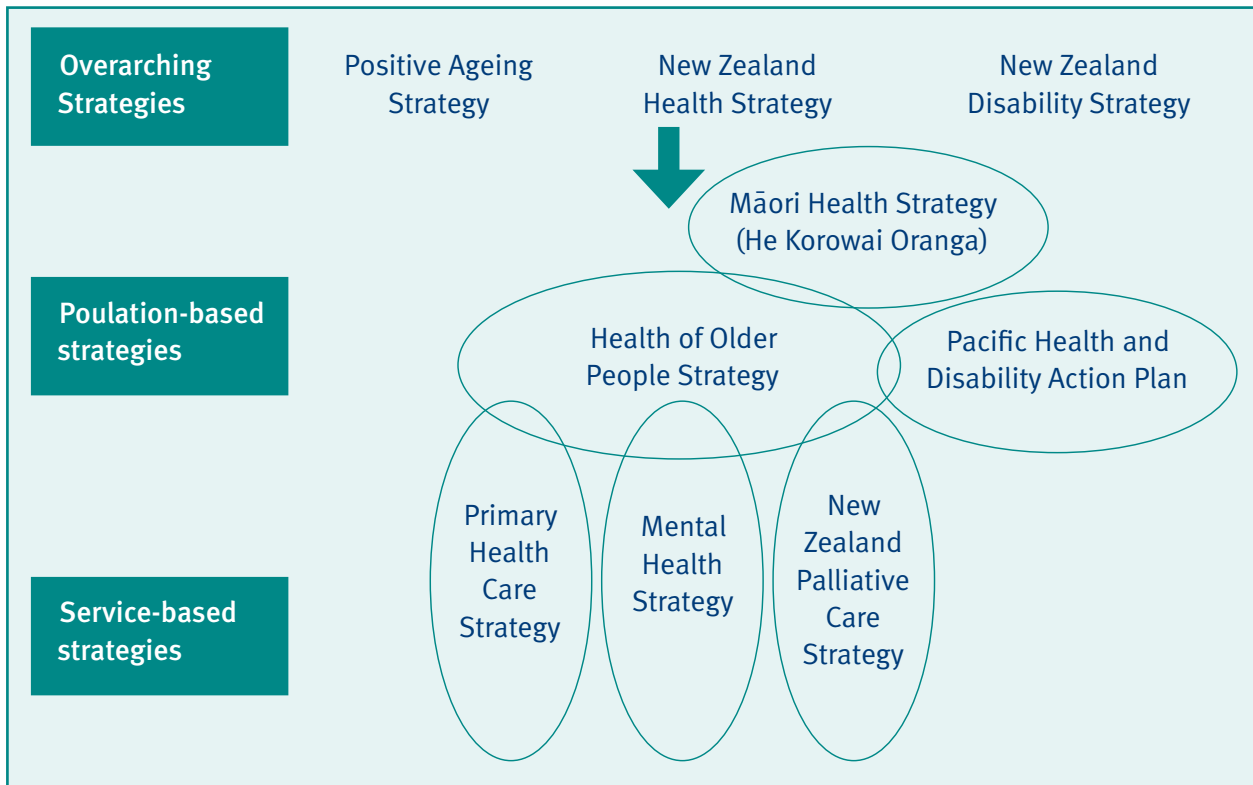 Overarching
Strategies
Positive Ageing
Strategy
New Zealand
Health Strategy
New Zealand
Disability Strategy
Māori Health Strategy
(He Korowai Oranga)
Poulation-based
strategies
Health of Older
People Strategy
Pacific Health and
Disability Action Plan
Service-based
strategies
Primary
Health
Care
Strategy
Mental
Health
Strategy
New
Zealand
Palliative
Care
Strategy